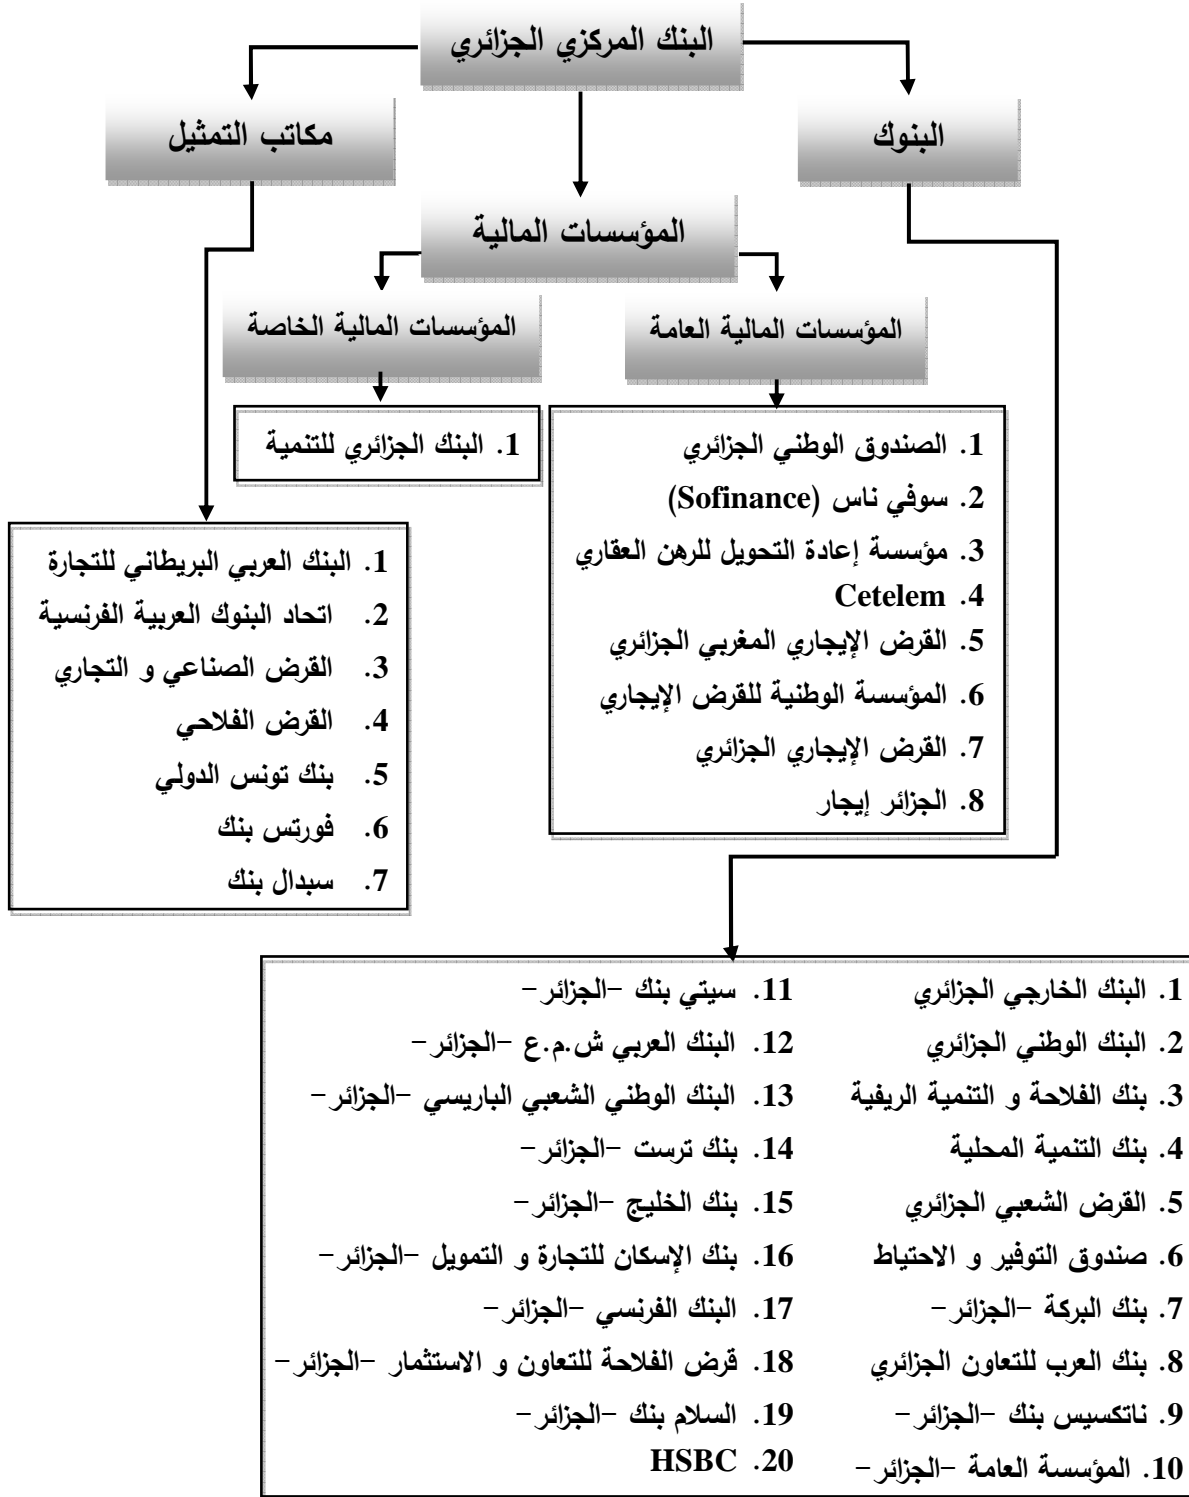 البنك المركزي الجزائري
البنوك
مكاتب التمثيل
المؤسسات المالية
المؤسسات المالية العامة
المؤسسات المالية الخاصة
1. الصندوق الوطني الجزائري
2. سوفي ناس (Sofinance)
3. مؤسسة إعادة التحويل للرهن العقاري
4. Cetelem
5. القرض الإيجاري المغربي الجزائري
6. المؤسسة الوطنية للقرض الإيجاري
7. القرض الإيجاري الجزائري
8. الجزائر إيجار
1. البنك الجزائري للتنمية
1. البنك العربي البريطاني للتجارة
2. اتحاد البنوك العربية الفرنسية
3. القرض الصناعي و التجاري
4. القرض الفلاحي
5. بنك تونس الدولي
6. فورتس بنك
7. سبدال بنك
1. البنك الخارجي الجزائري
2. البنك الوطني الجزائري
3. بنك الفلاحة و التنمية الريفية
4. بنك التنمية المحلية
5. القرض الشعبي الجزائري
6. صندوق التوفير و الاحتياط
7. بنك البركة -الجزائر-
8. بنك العرب للتعاون الجزائري
9. ناتكسيس بنك -الجزائر-
10. المؤسسة العامة -الجزائر-
11. سيتي بنك -الجزائر-
12. البنك العربي ش.م.ع -الجزائر-
13. البنك الوطني الشعبي الباريسي -الجزائر-
14. بنك ترست -الجزائر-
15. بنك الخليج -الجزائر-
16. بنك الإسكان للتجارة و التمويل -الجزائر-
17. البنك الفرنسي -الجزائر-
18. قرض الفلاحة للتعاون و الاستثمار -الجزائر-
19. السلام بنك -الجزائر-
20. HSBC